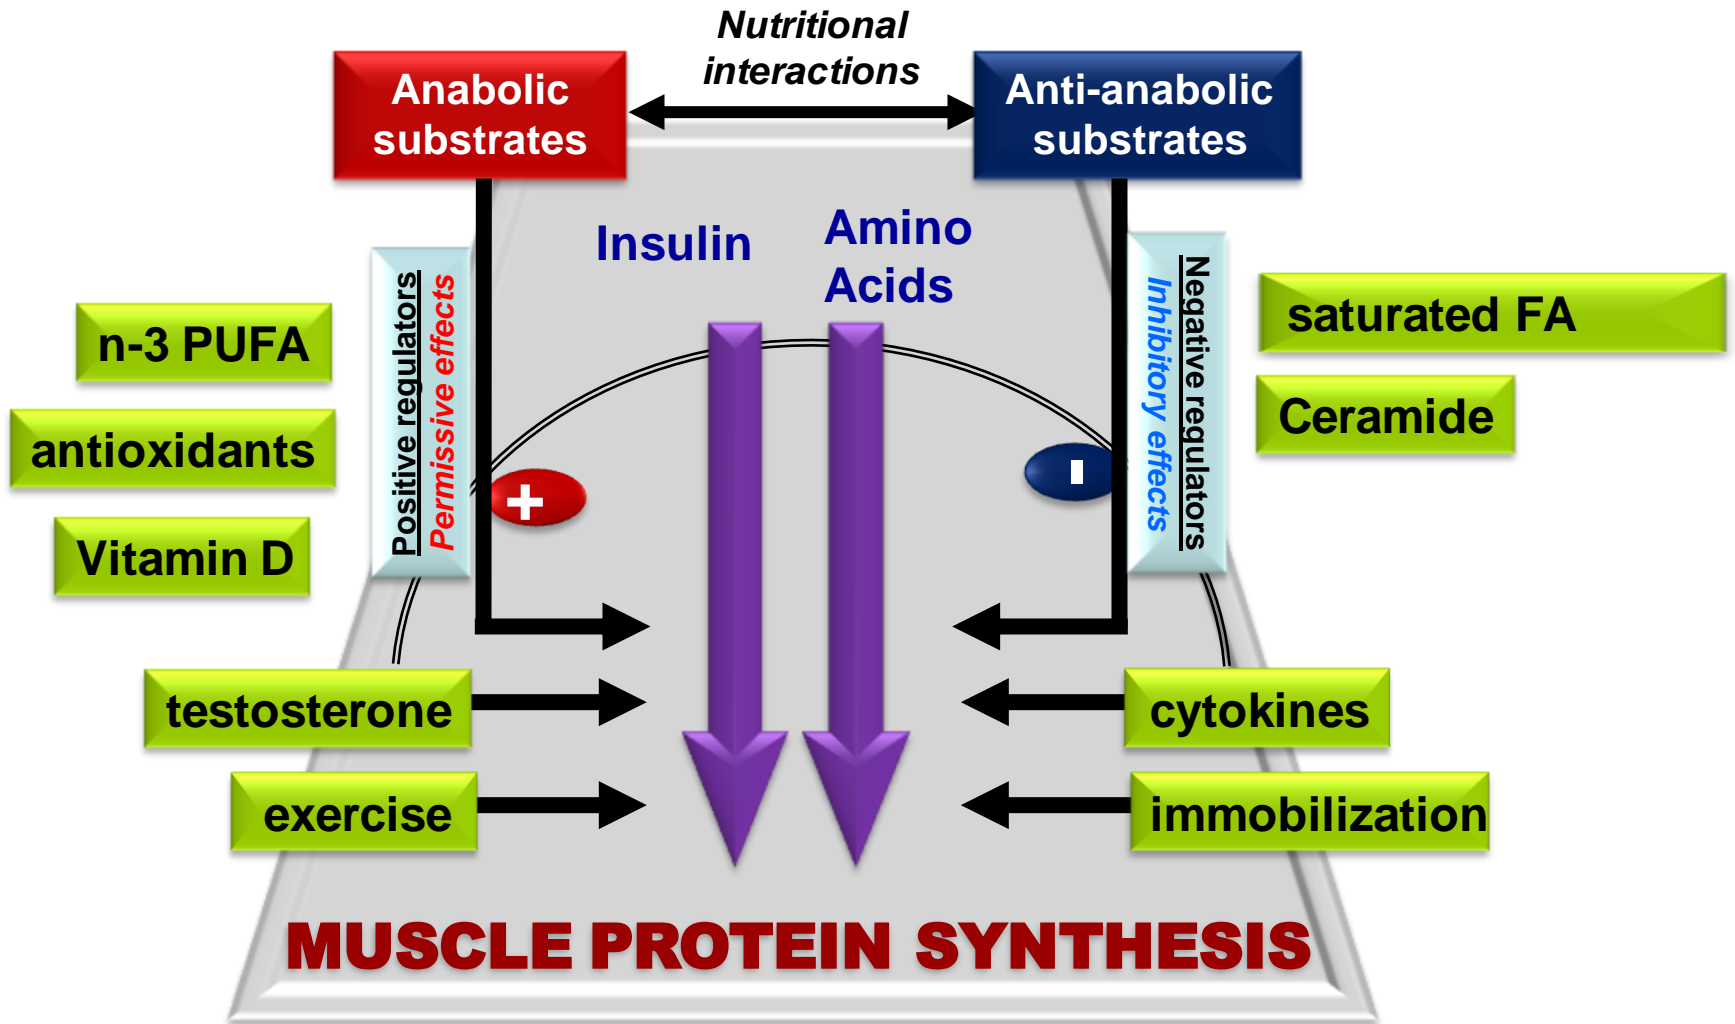 Nutritional
interactions
Anabolic
substrates
Anti-anabolic
substrates
Insulin
Amino
Acids
Positive regulators
Permissive effects
Negative regulators
Inhibitory effects
n-3 PUFA
antioxidants
Vitamin D
saturated FA
Ceramide
+
-
testosterone
cytokines
exercise
immobilization
MUSCLE PROTEIN SYNTHESIS